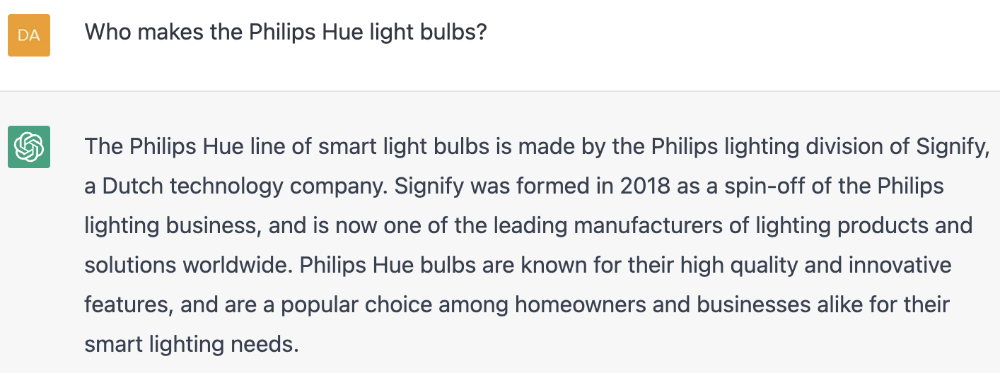 DA
Who makes the Philips Hue light bulbs?
The Philips Hue line of smart light bulbs is made by the Philips lighting division of Signify,
a Dutch technology company. Signify was formed in 2018 as a spin-off of the Philips
lighting business, and is now one of the leading manufacturers of lighting products and
solutions worldwide. Philips Hue bulbs are known for their high quality and innovative
features, and are a popular choice among homeowners and businesses alike for their
smart lighting needs.